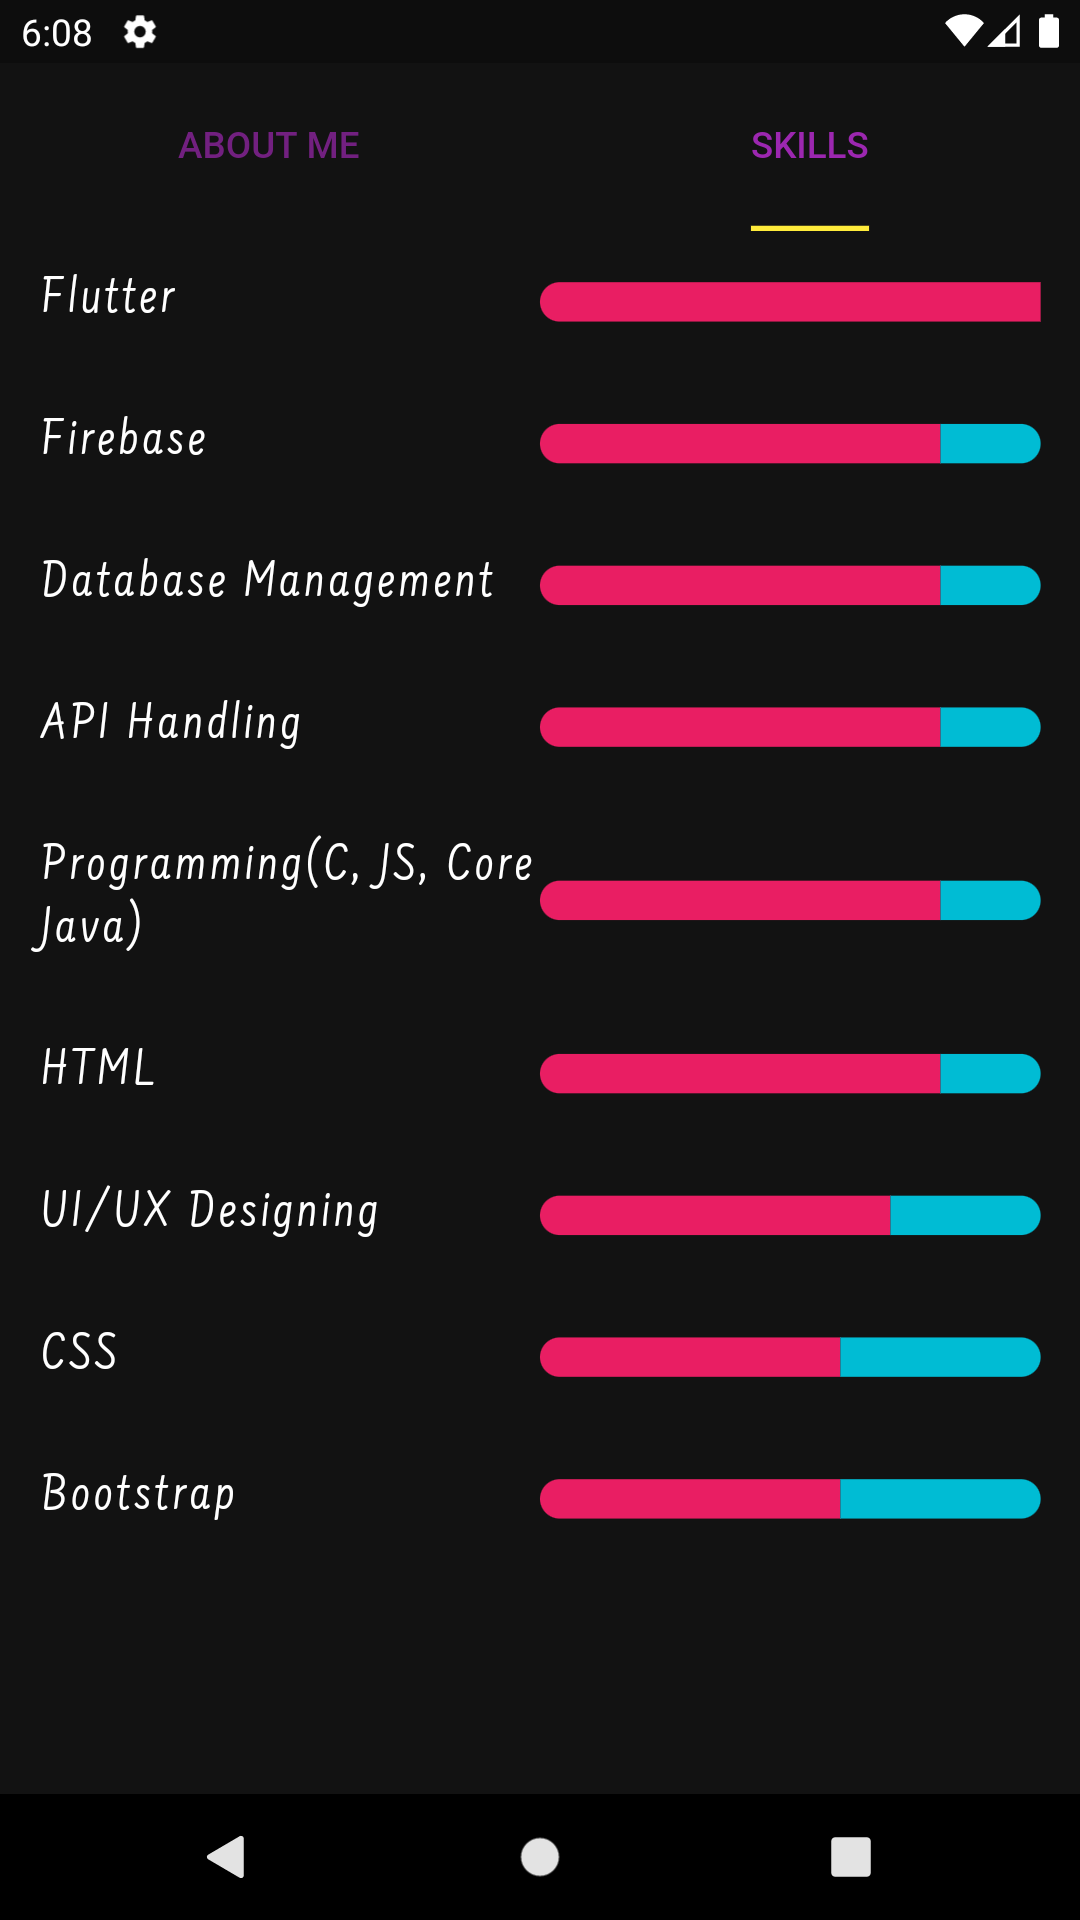 6:08
ABOUT ME
SKILLS
Flutter
Firebase
Database Management
API Handling
Programming(C, JS, Core
Java)
HTML
UI/UX Designing
CSS
Bootstrap